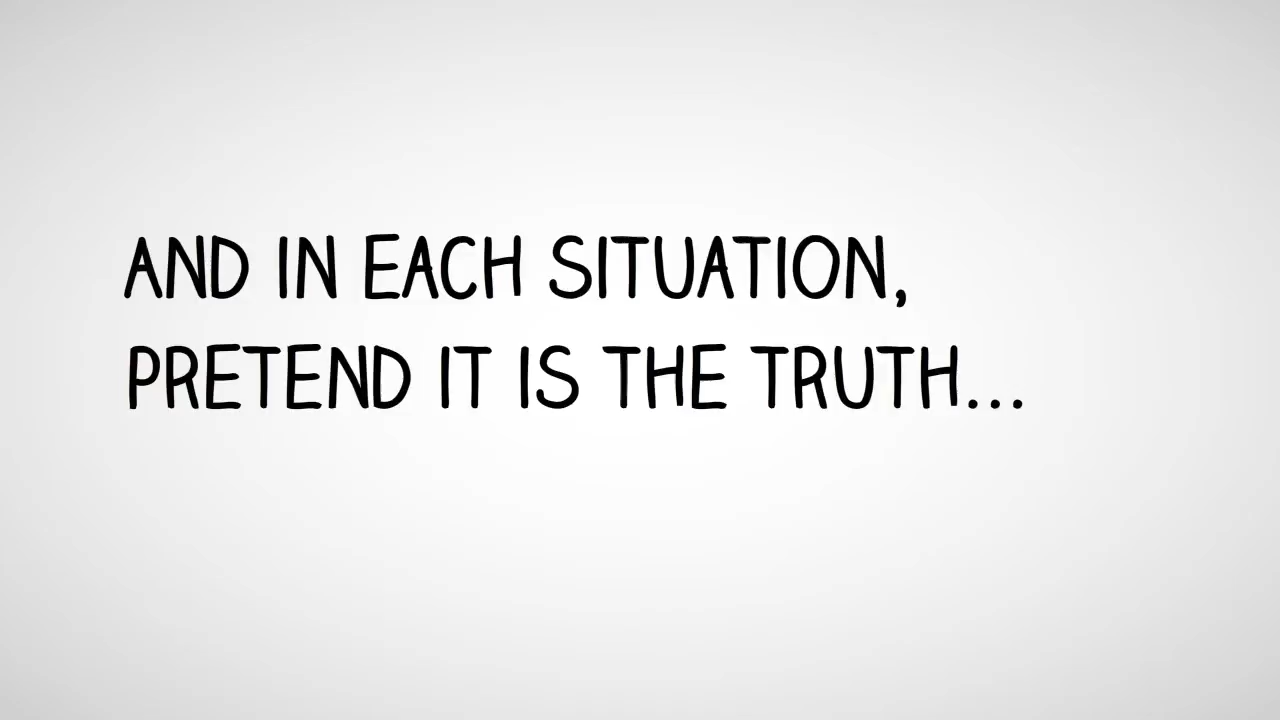 AND IN EACH SITUATION,
PRETEND IT IS THE TRUTH...